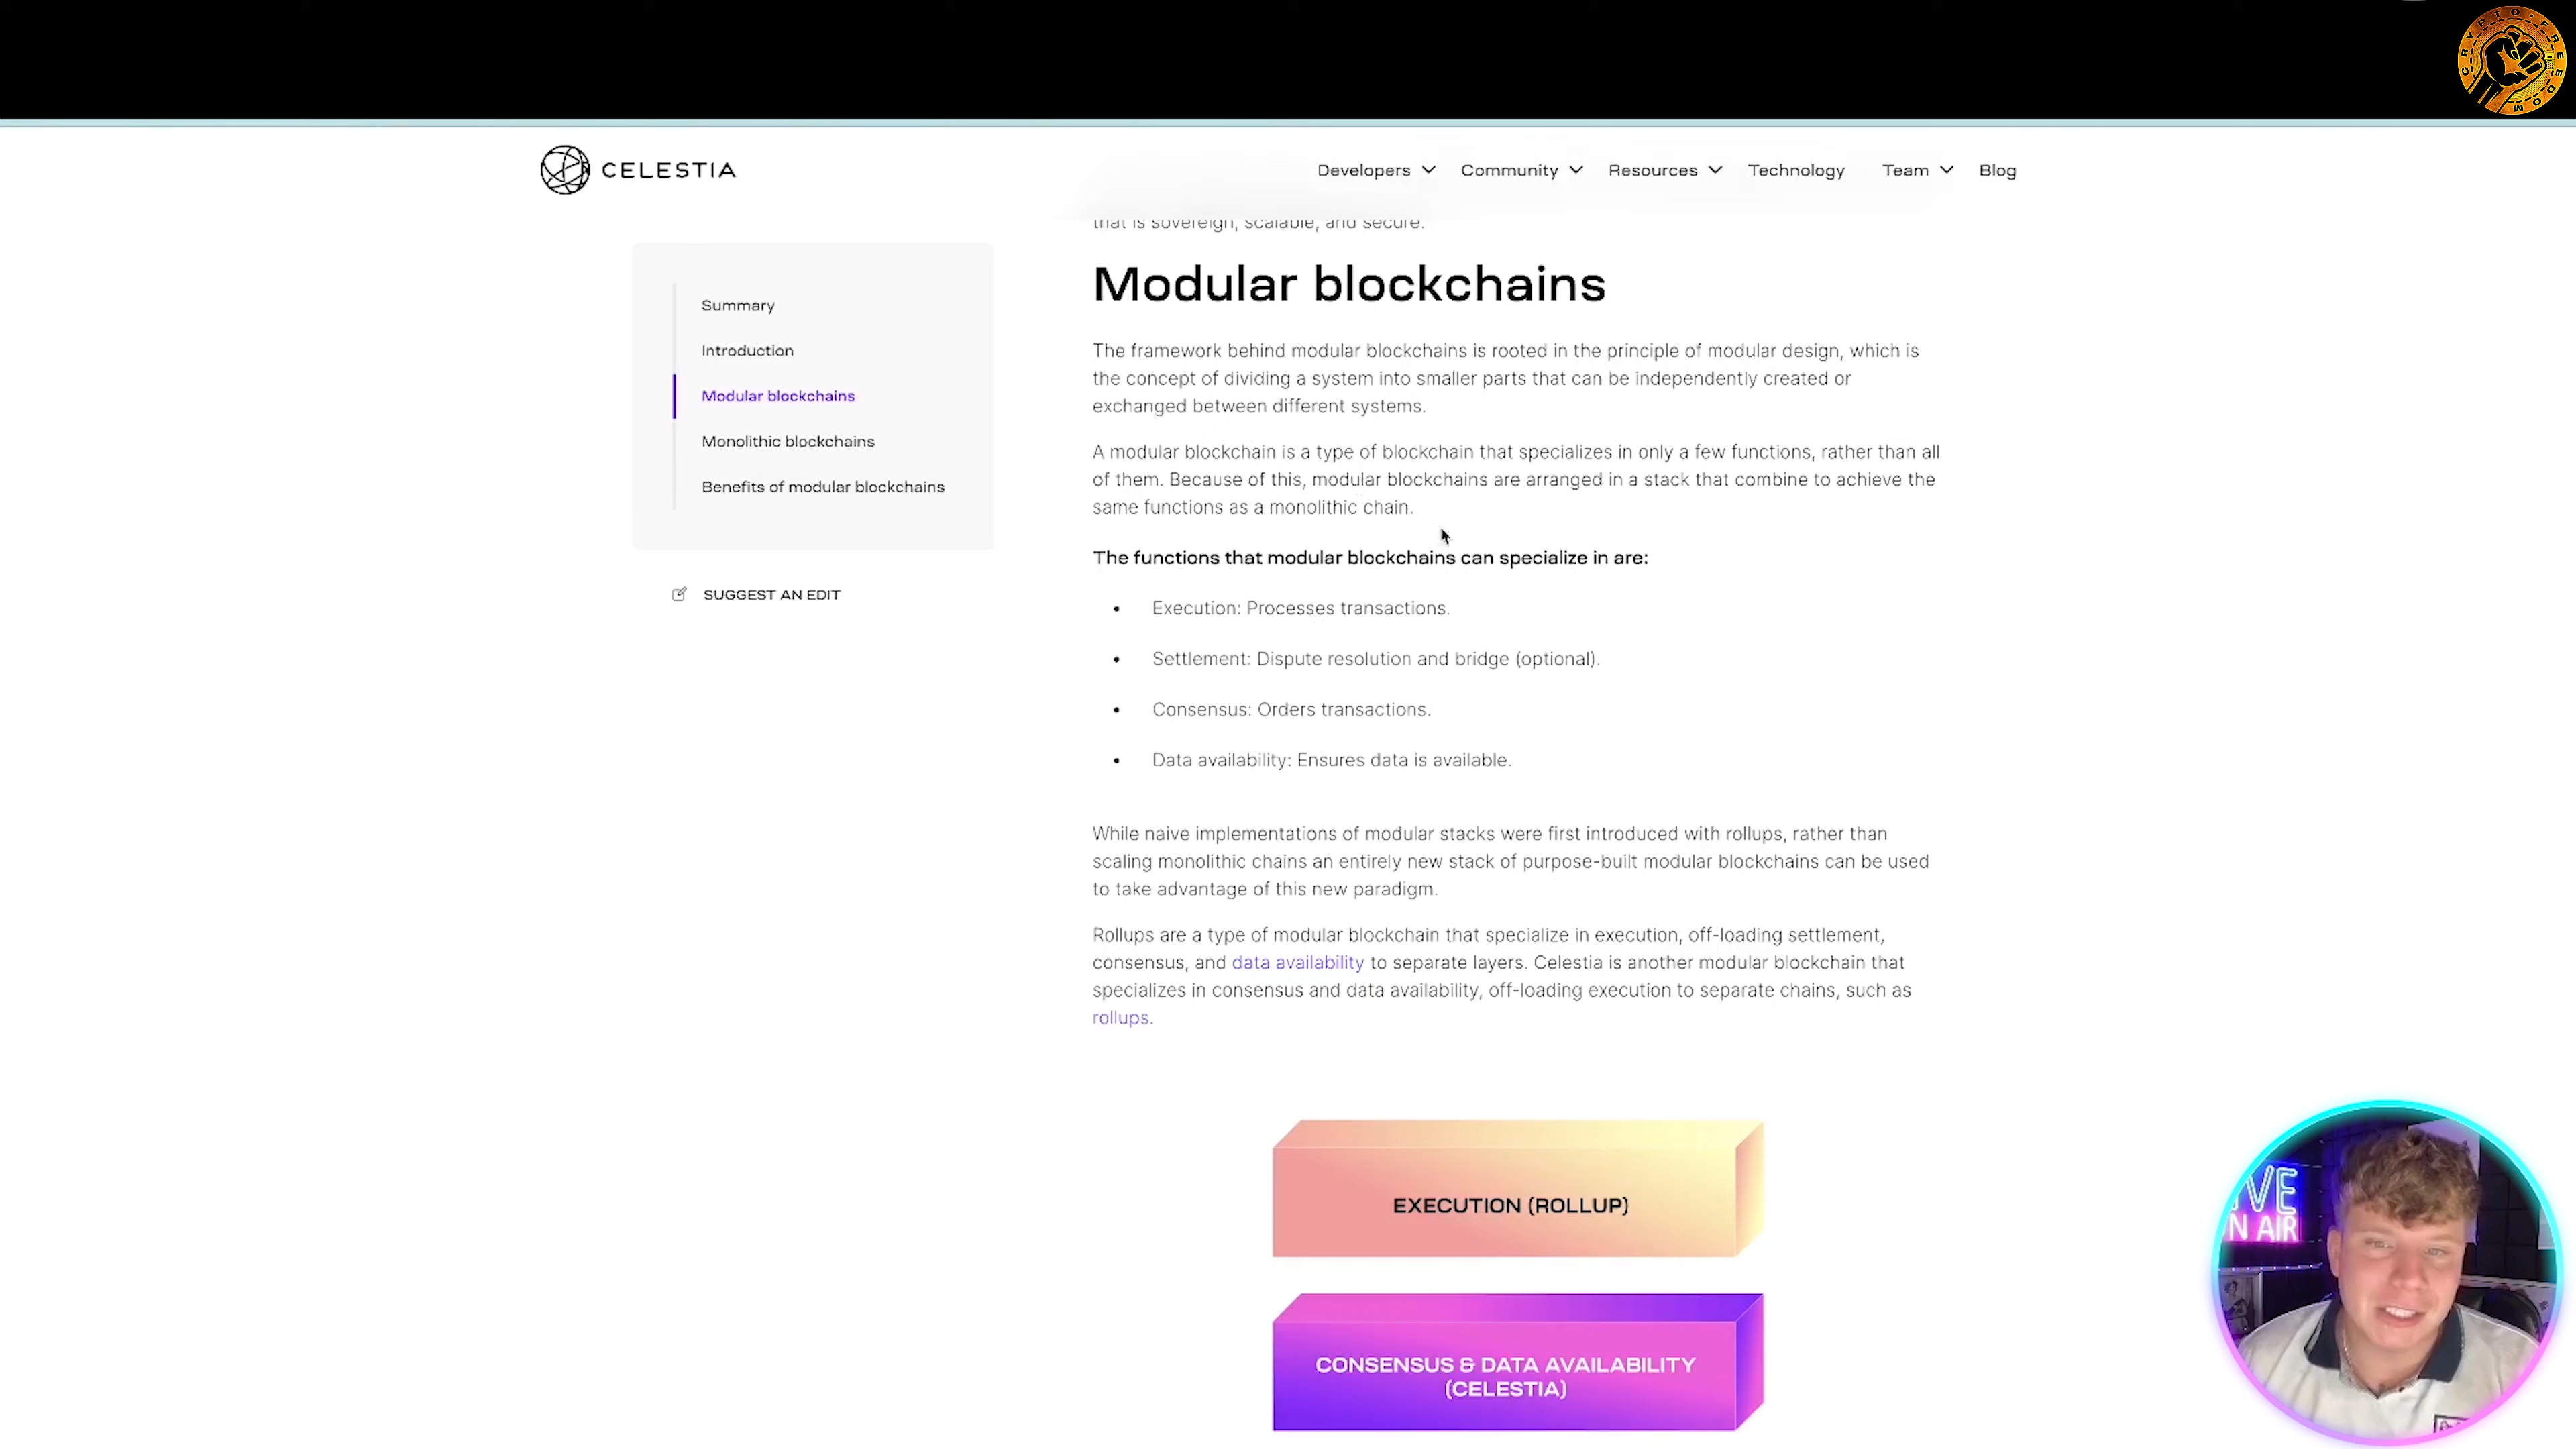 CRYPTO FREEDOM
CELESTIA
Developers
Community
Resources
Technology
Team
Blog
that is sovereign, scalable, and secure.
Summary
Introduction
Modular blockchains
Monolithic blockchains
Benefits of modular blockchains
SUGGEST AN EDIT
Modular blockchains
The framework behind modular blockchains is rooted in the principle of modular design, which is
the concept of dividing a system into smaller parts that can be independently created or
exchanged between different systems.
A modular blockchain is a type of blockchain that specializes in only a few functions, rather than all
of them. Because of this, modular blockchains are arranged in a stack that combine to achieve the
same functions as a monolithic chain.
The functions that modular blockchains can specialize in are:
• Execution: Processes transactions.
• Settlement: Dispute resolution and bridge (optional).
• Consensus: Orders transactions.
• Data availability: Ensures data is available.
While naive implementations of modular stacks were first introduced with rollups, rather than
scaling monolithic chains an entirely new stack of purpose-built modular blockchains can be used
to take advantage of this new paradigm.
Rollups are a type of modular blockchain that specialize in execution, off-loading settlement,
consensus, and data availability to separate layers. Celestia is another modular blockchain that
specializes in consensus and data availability, off-loading execution to separate chains, such as
rollups.
EXECUTION (ROLLUP)
CONSENSUS & DATA AVAILABILITY
(CELESTIA)
IVE
N AIR